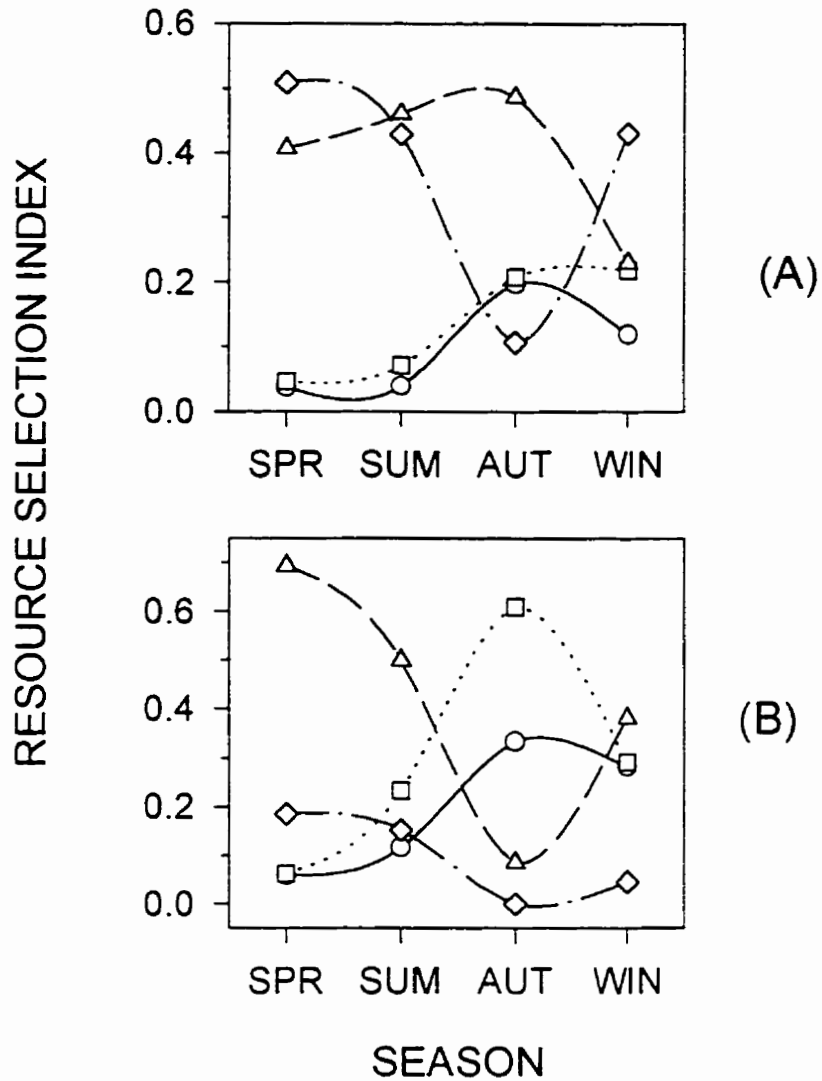 RESOURCE SELECTION INDEX
0.6
0.4
0.2
0.0
SPR SUM AUT WIN
(A)
0.6
0.4
0.2
0.0
SPR SUM AUT WIN
(B)
SEASON